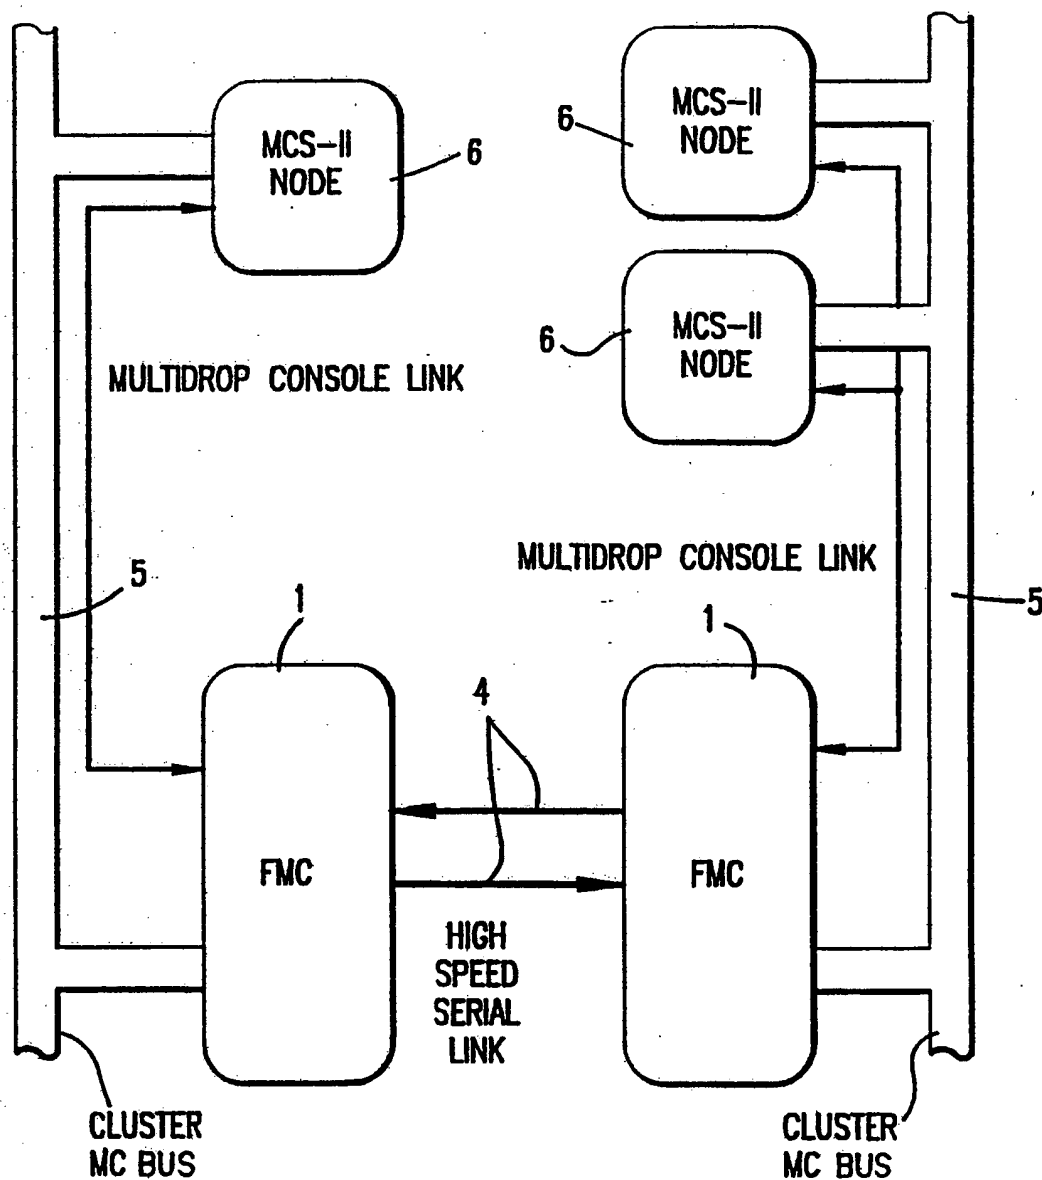 MCS-II
NODE
6
MCS-II
NODE
6
MCS-II
NODE
6
MULTIDROP CONSOLE LINK
MULTIDROP CONSOLE LINK
5
5
1
1
4
FMC
FMC
HIGH
SPEED
SERIAL
LINK
CLUSTER
MC BUS
CLUSTER
MC BUS